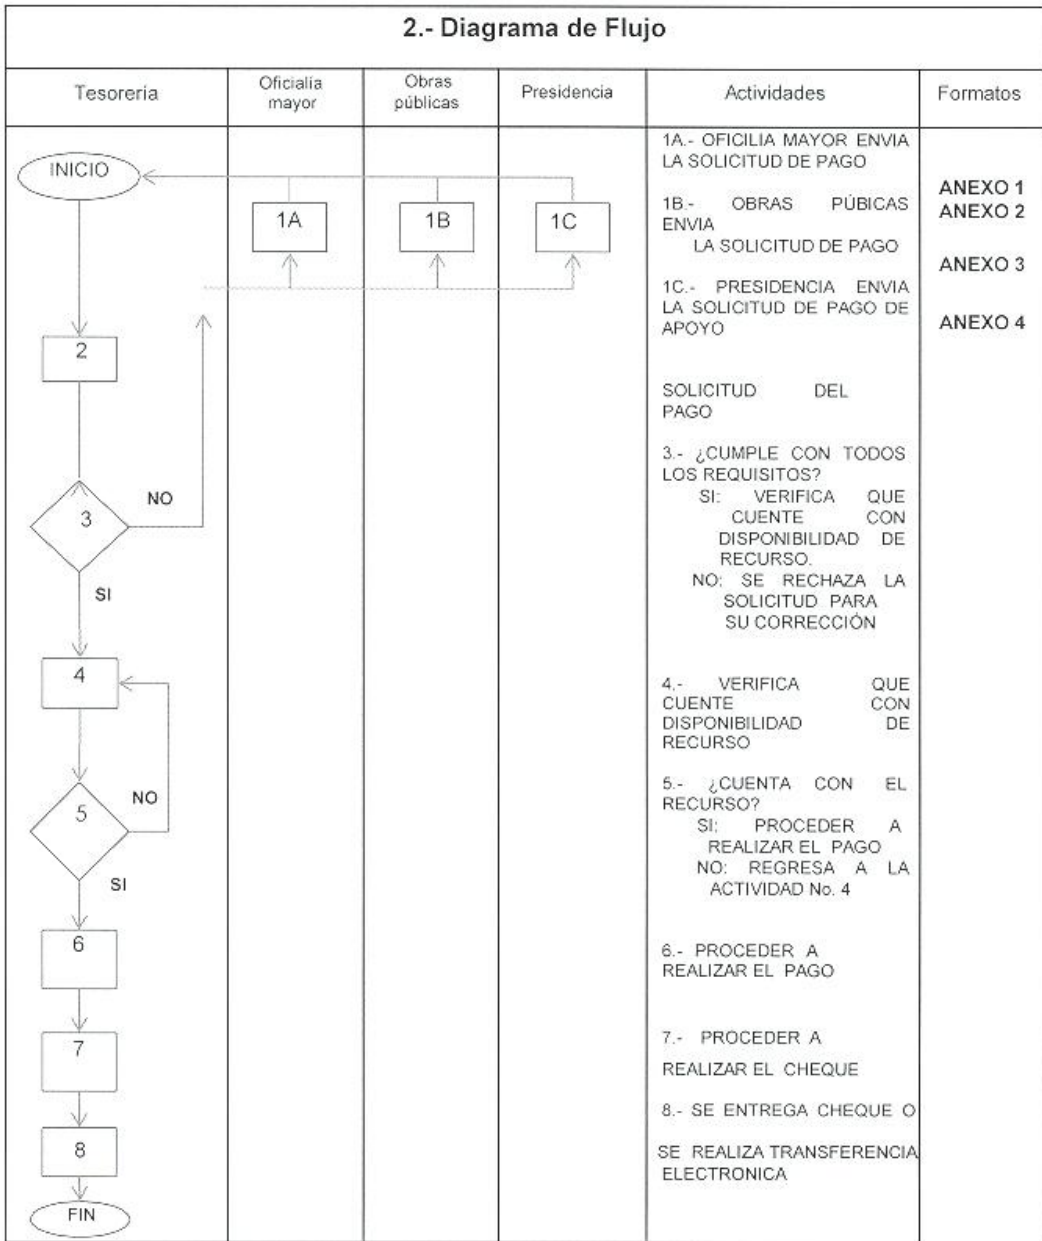 2.- Diagrama de Flujo
Tesorería
Oficialía
mayor
Obras
públicas
Presidencia
Actividades
Formatos
INICIO
1A
1B
1C
2
3
NO
SI
4
5
NO
SI
6
7
8
FIN
1A.- OFICILIA MAYOR ENVIA
LA SOLICITUD DE PAGO
1B.- OBRAS PÚBICAS
ENVIA
LA SOLICITUD DE PAGO
1C.- PRESIDENCIA ENVIA
LA SOLICITUD DE PAGO DE
APOYO
SOLICITUD DEL
PAGO
3.- ¿CUMPLE CON TODOS
LOS REQUISITOS?
SI: VERIFICA QUE
CUENTE CON
DISPONIBILIDAD DE
RECURSO.
NO: SE RECHAZA LA
SOLICITUD PARA
SU CORRECCIÓN
4.- VERIFICA QUE
CUENTE CON
DISPONIBILIDAD DE
RECURSO
5.- ¿CUENTA CON EL
RECURSO?
SI: PROCEDER A
REALIZAR EL PAGO
NO: REGRESA A LA
ACTIVIDAD No. 4
6.- PROCEDER A
REALIZAR EL PAGO
7.- PROCEDER A
REALIZAR EL CHEQUE
8.- SE ENTREGA CHEQUE O
SE REALIZA TRANSFERENCIA
ELECTRONICA
ANEXO 1
ANEXO 2
ANEXO 3
ANEXO 4